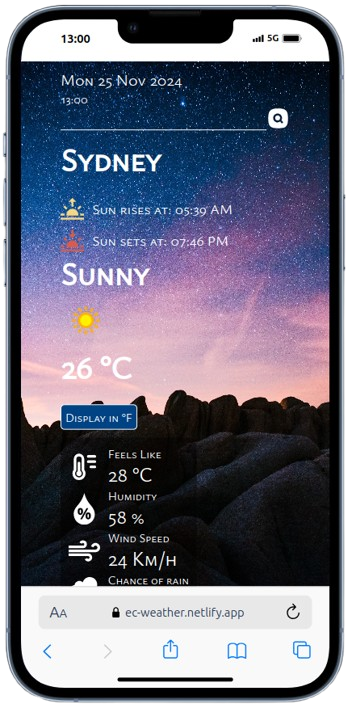 13:00
5G
Mon 25 Nov 2024
13:00
Sydney
Sun rises at: 05:39 AM
Sun sets at: 07:46 PM
Sunny
26 °C
Display in °F
Feels Like
28 °C
Humidity
%
58 %
Wind Speed
24 Km/h
Chance of rain
AA
ec-weather.netlify.app